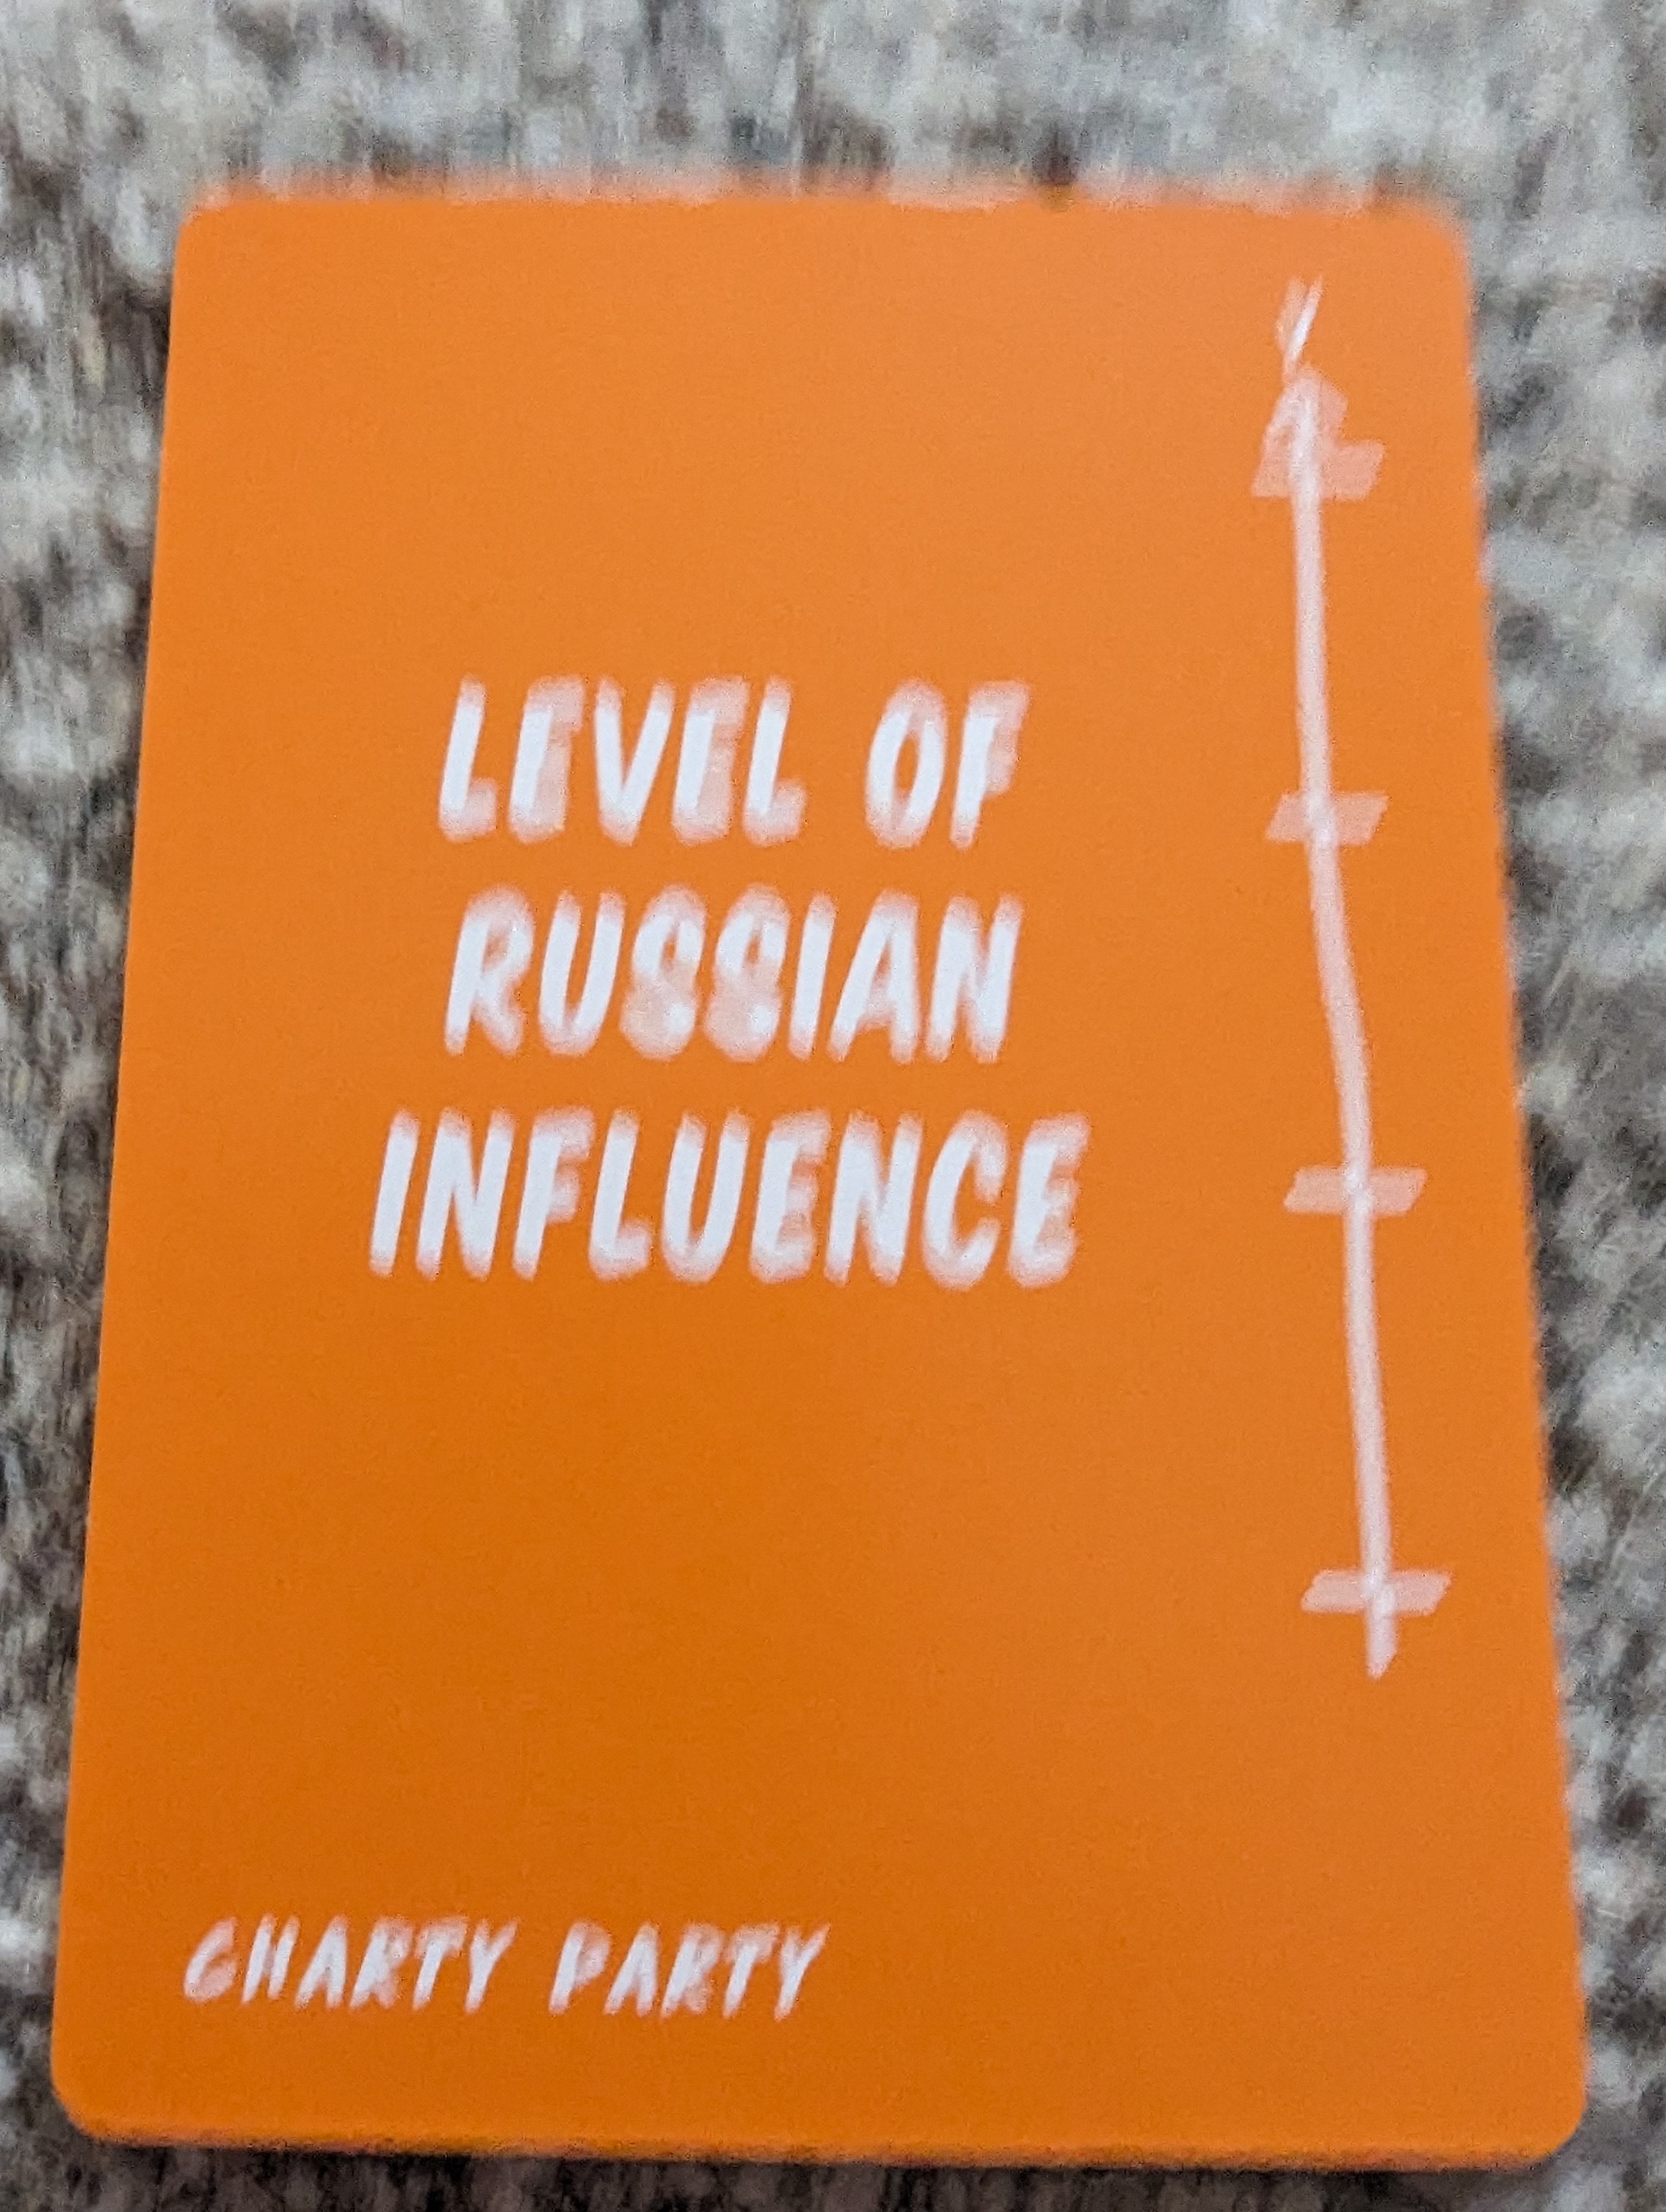 Y
LEVEL OF
RUSSIAN
INFLUENCE
CHARTY PARTY